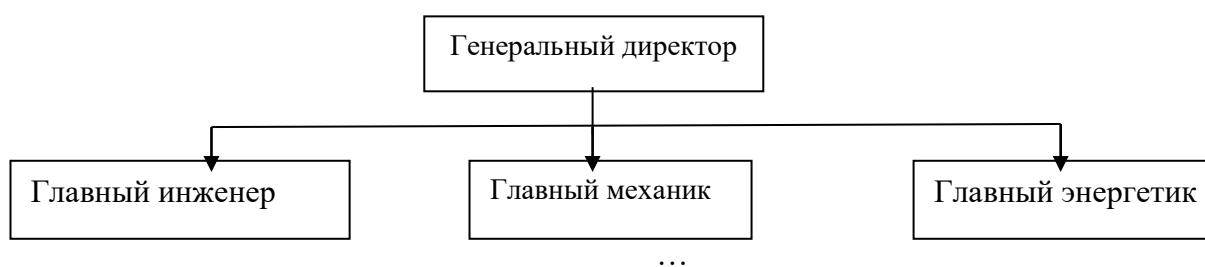 Генеральный директор
Главный инженер
Главный механик
Главный энергетик
…